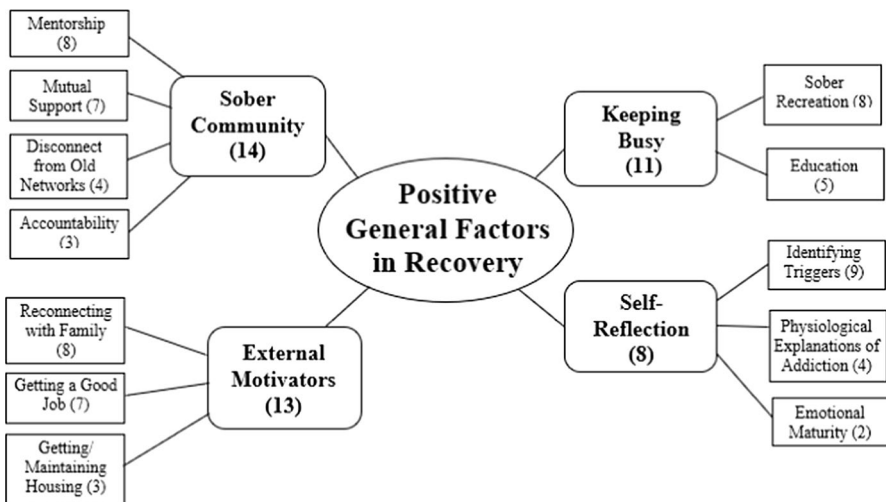 Mentorship
(8)
Mutual
Support (7)
Disconnect
from Old
Networks (4)
Accountability
(3)
Sober
Community
(14)
Reconnecting
with Family
(8)
Getting a Good
Job (7)
Getting/
Maintaining
Housing (3)
External
Motivators
(13)
Positive
General Factors
in Recovery
Keeping
Busy
(11)
Sober
Recreation (8)
Education
(5)
Self-
Reflection
(8)
Identifying
Triggers (9)
Physiological
Explanations of
Addiction (4)
Emotional
Maturity (2)